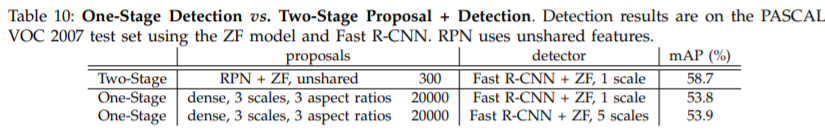 Table 10: One-Stage Detection vs. Two-Stage Proposal + Detection. Detection results are on the PASCAL
VOC 2007 test set using the ZF model and Fast R-CNN. RPN uses unshared features.
proposals detector mAP (%)
Two-Stage RPN + ZF, unshared 300 Fast R-CNN + ZF, 1 scale 58.7
One-Stage dense, 3 scales, 3 aspect ratios 20000 Fast R-CNN + ZF, 1 scale 53.8
One-Stage dense, 3 scales, 3 aspect ratios 20000 Fast R-CNN + ZF, 5 scales 53.9